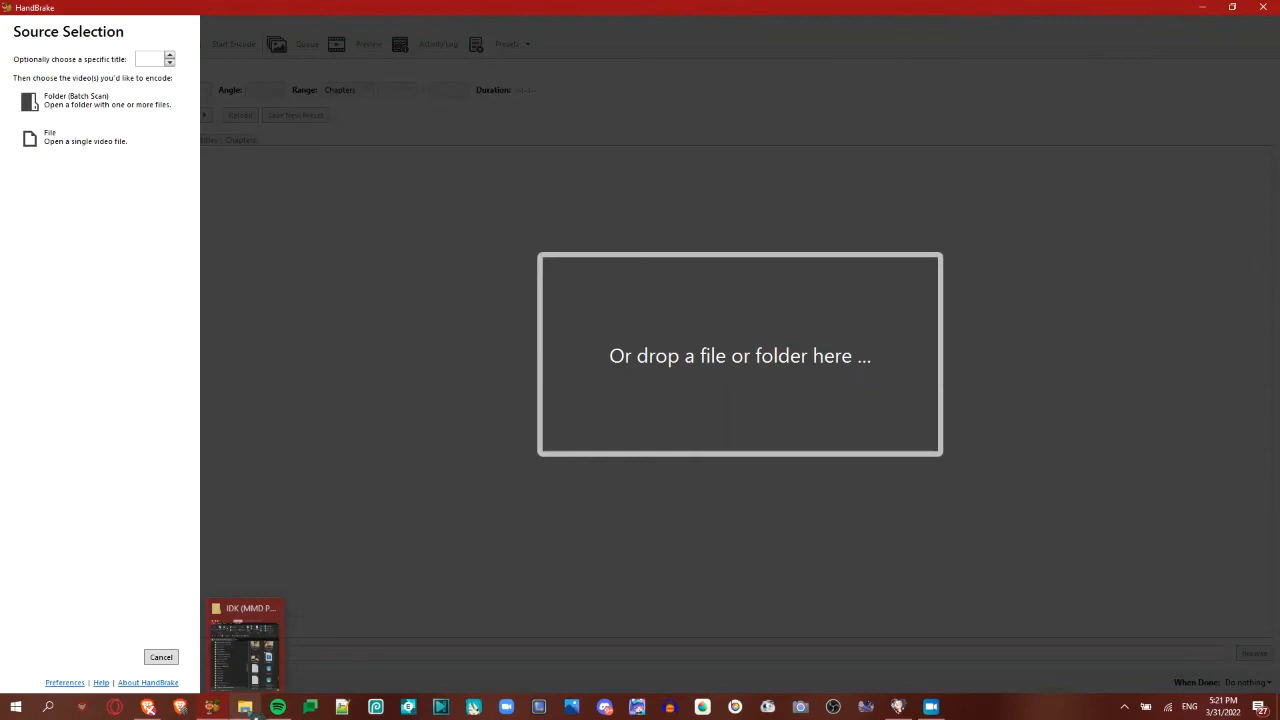 HandBrake
Source Selection
Optionally choose a specific title:
Then choose the video(s) you'd like to encode:
Folder (Batch Scan)
Open a folder with one or more files.
File
Open a single video file.
Start Encode
Queue
Preview
Activity Log
Presets
Angle:
Range: Chapters
Duration: --:--:--
Reload
Save New Preset
Chapters
Or drop a file or folder here ...
IDK (MMD P...
Cancel
Browse
Preferences | Help | About HandBrake
When Done: Do nothing
ENG
5:21 PM
3/31/2022
27